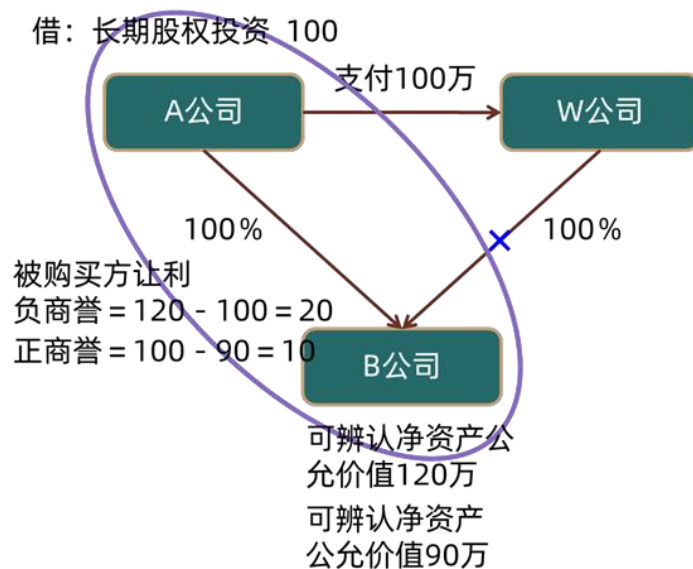 借：长期股权投资 100
支付100万
A公司
W公司
100%
100%
被购买方让利
负商誉=120-100=20
正商誉=100-90=10
B公司
可辨认净资产公
允价值120万
可辨认净资产
公允价值90万